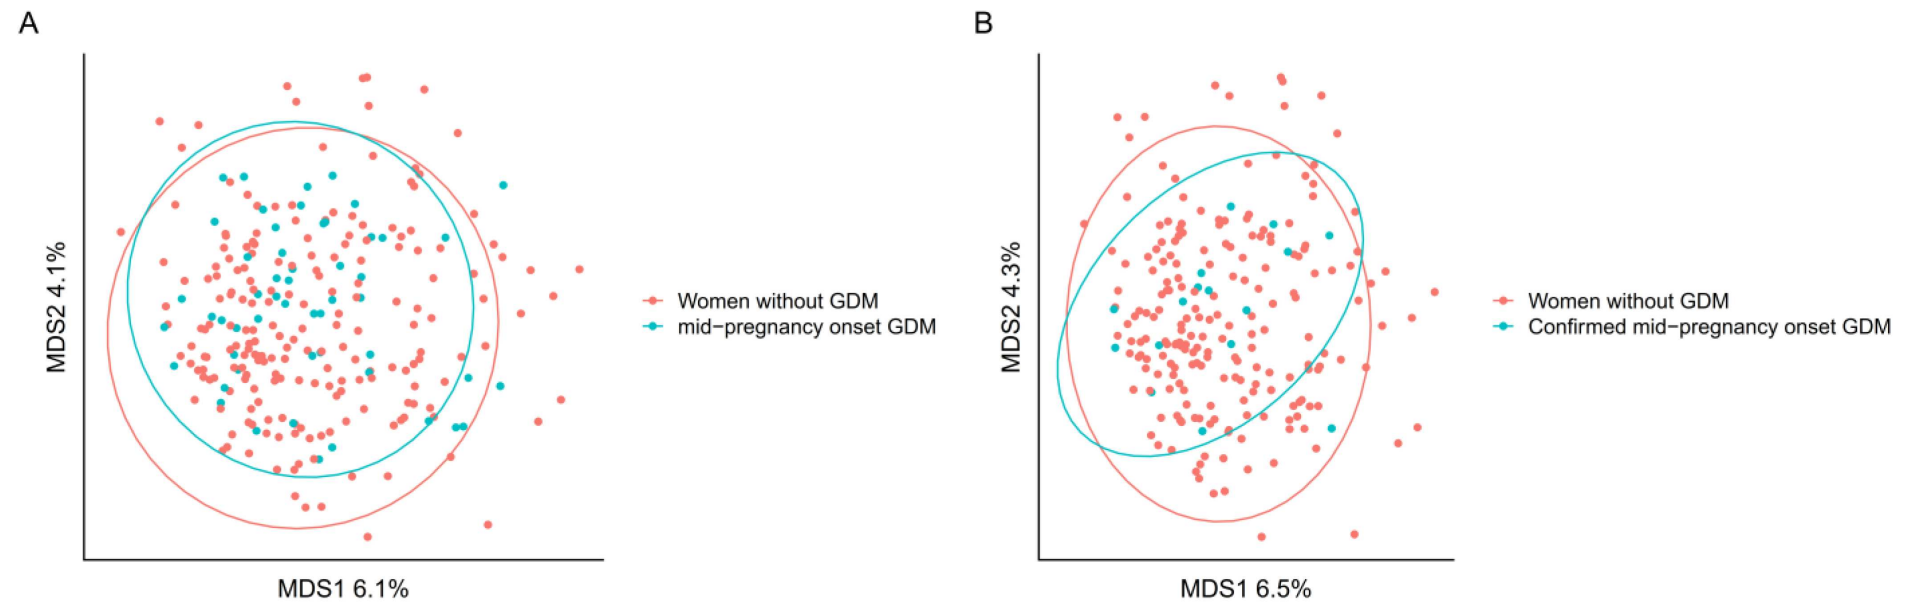 A
MDS2 4.1%
MDS1 6.1%
Women without GDM
mid−pregnancy onset GDM
B
MDS2 4.3%
MDS1 6.5%
Women without GDM
Confirmed mid−pregnancy onset GDM